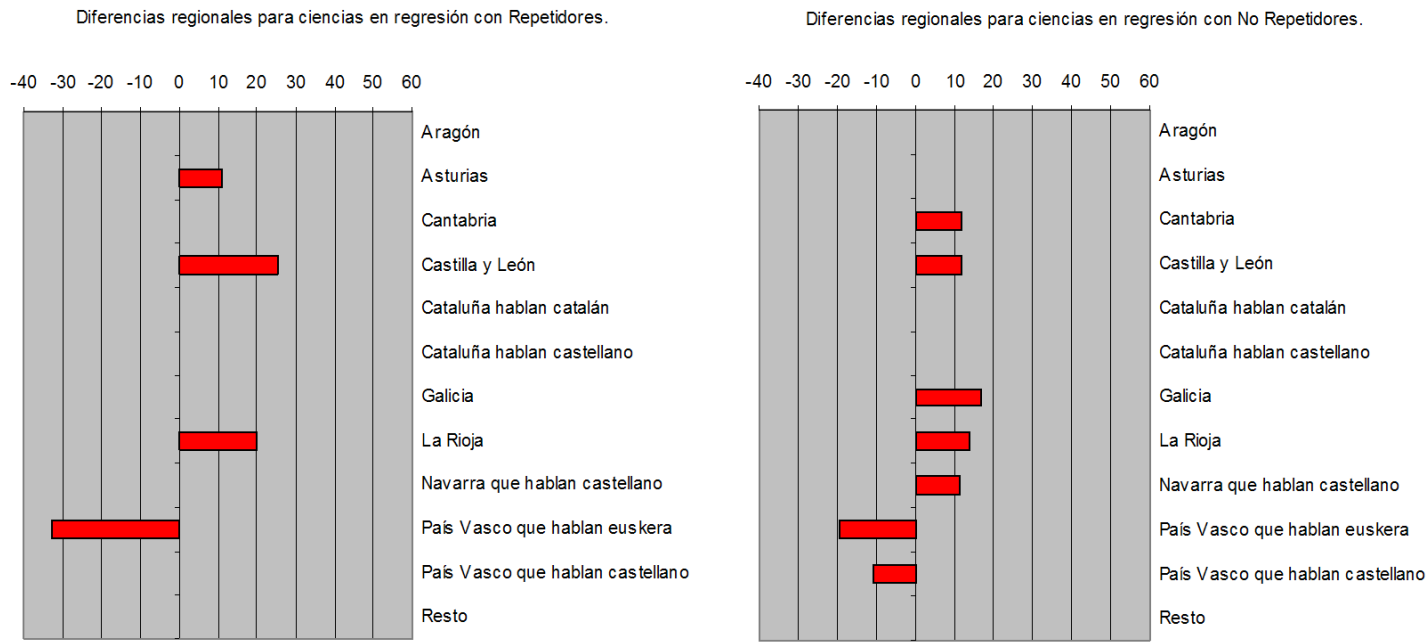 Diferencias regionales para ciencias en regresión con Repetidores.
-40 -30 -20 -10 0 10 20 30 40 50 60
Aragón
Asturias
Cantabria
Castilla y León
Cataluña hablan catalán
Cataluña hablan castellano
Galicia
La Rioja
Navarra que hablan castellano
País Vasco que hablan euskera
País Vasco que hablan castellano
Resto
Diferencias regionales para ciencias en regresión con No Repetidores.
-40 -30 -20 -10 0 10 20 30 40 50 60
Aragón
Asturias
Cantabria
Castilla y León
Cataluña hablan catalán
Cataluña hablan castellano
Galicia
La Rioja
Navarra que hablan castellano
País Vasco que hablan euskera
País Vasco que hablan castellano
Resto